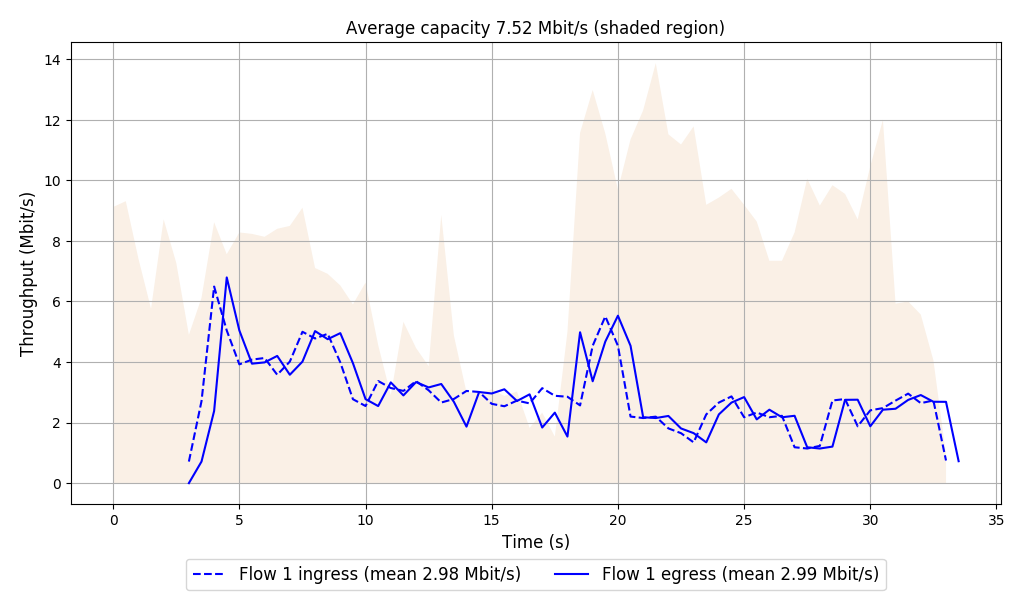 Average capacity 7.52 Mbit/s (shaded region)
Throughput (Mbit/s)
14
12
10
8
6
4
2
0
0 5 10 15 20 25 30 35
Time (s)
Flow 1 ingress (mean 2.98 Mbit/s) Flow 1 egress (mean 2.99 Mbit/s)